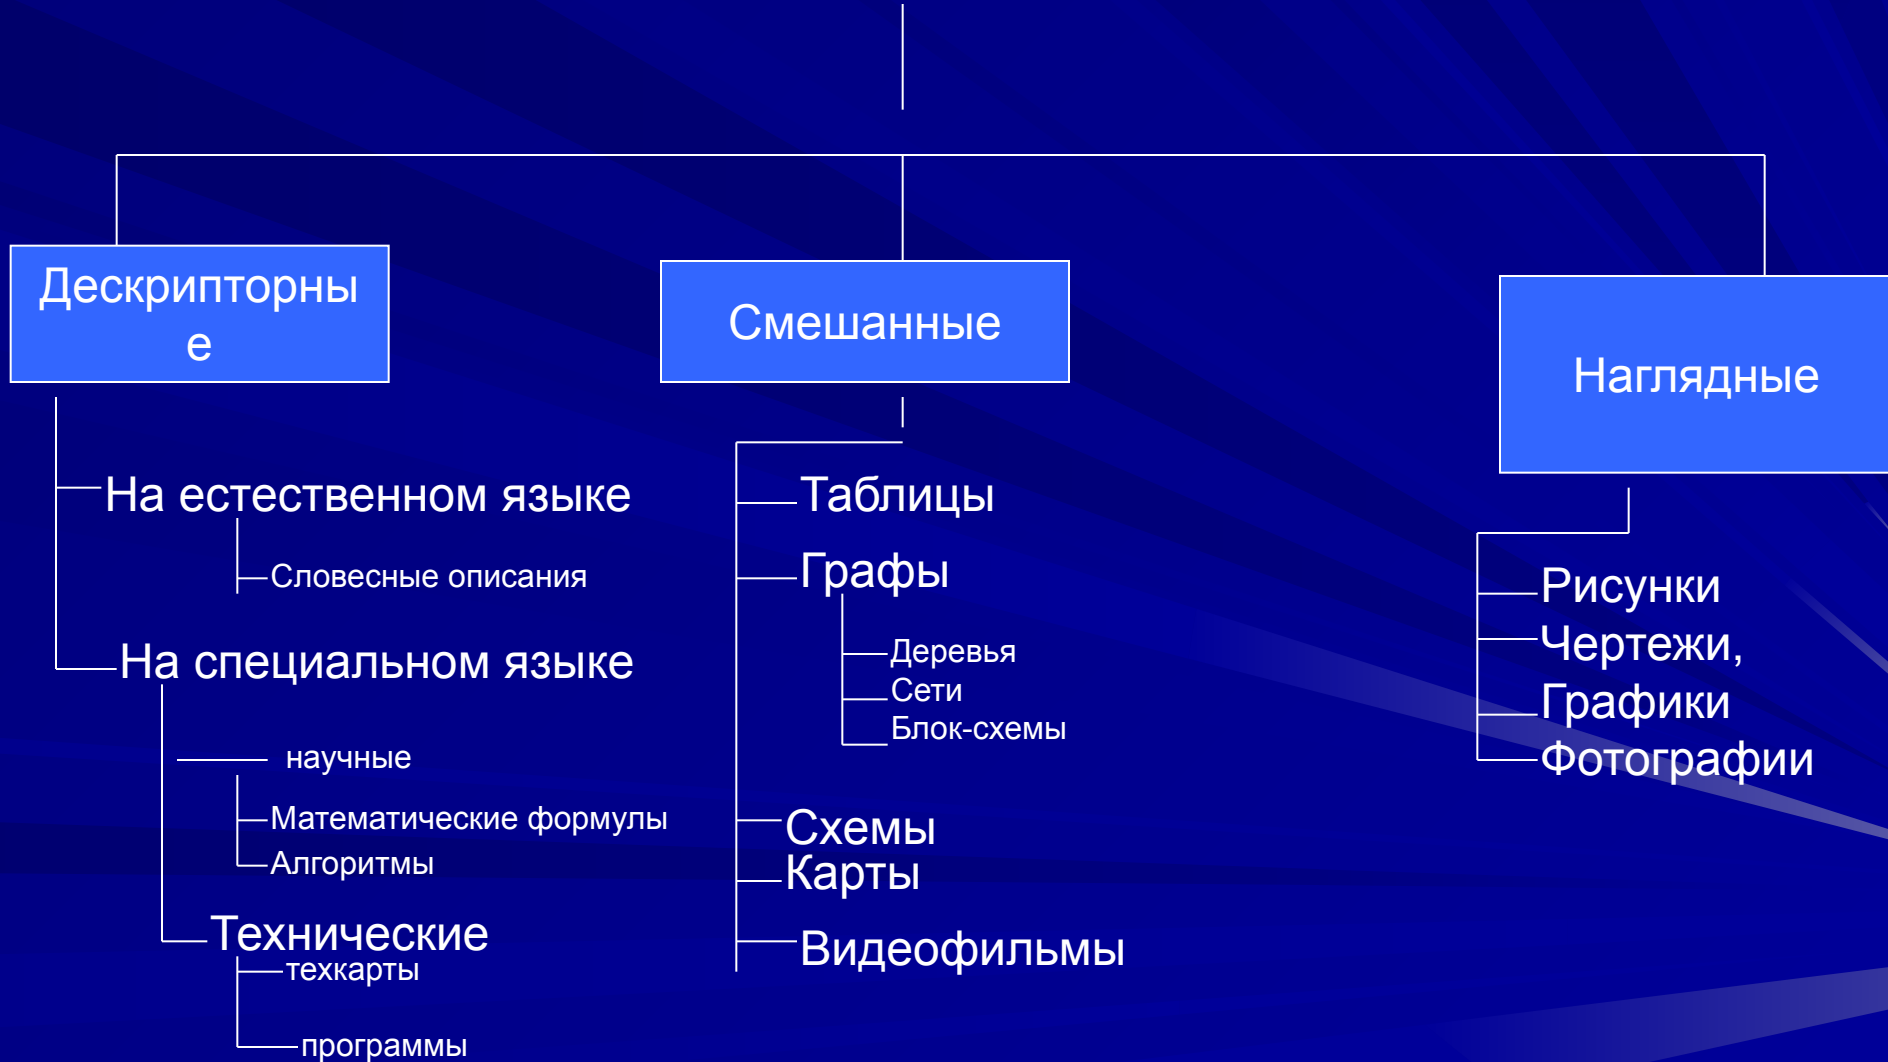 Дескрипторны
е
На естественном языке
Словесные описания
На специальном языке
научные
Математические формулы
Алгоритмы
Технические
техкарты
программы
Смешанные
Таблицы
Графы
Деревья
Сети
Блок-схемы
Схемы
Карты
Видеофильмы
Наглядные
Рисунки
Чертежи,
Графики
Фотографии